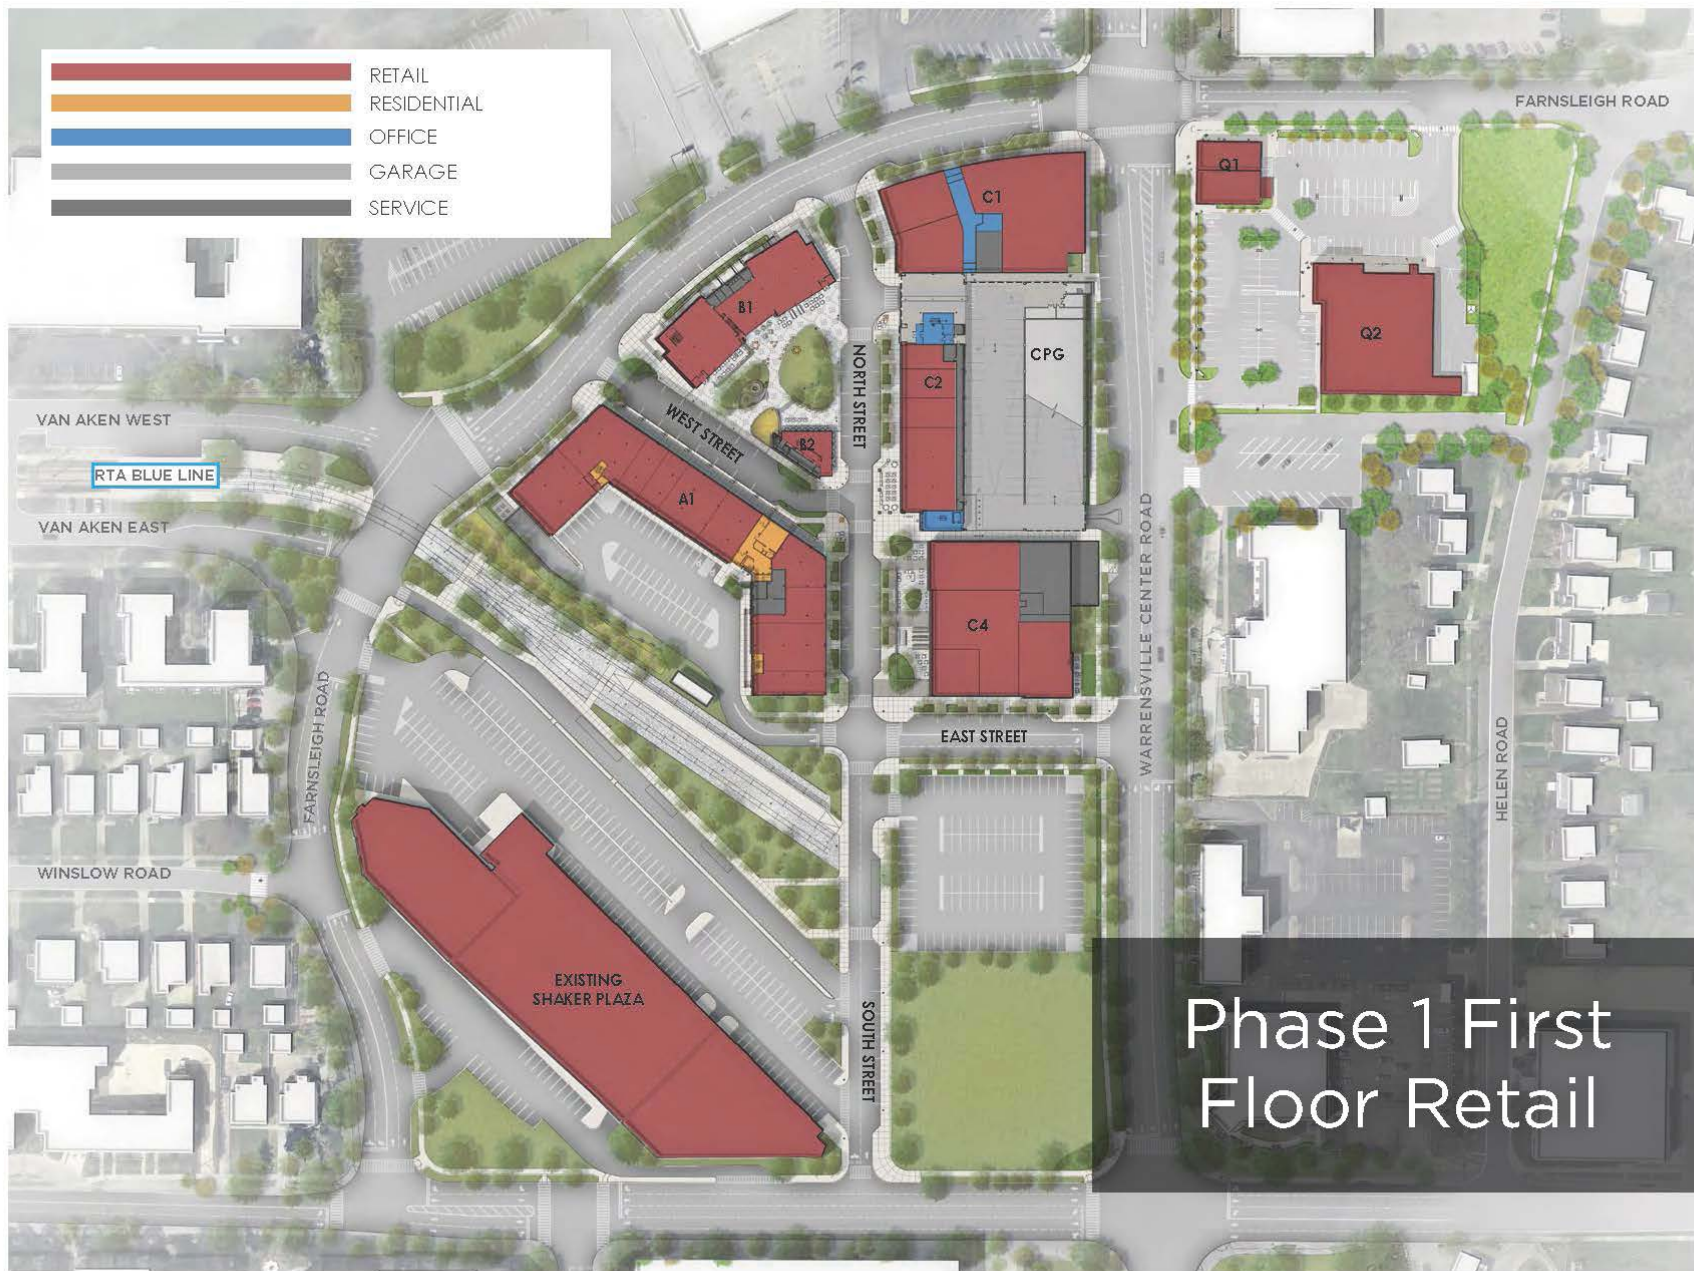 RETAIL
RESIDENTIAL
OFFICE
GARAGE
SERVICE
FARNSLEIGH ROAD
Q1
C1
B1
Q2
CPG
C2
NORTH STREET
WEST STREET
VAN AKEN WEST
B2
RTA BLUE LINE
A1
VAN AKEN EAST
WARRENSVILLE CENTER ROAD
C4
FARNSLEIGH ROAD
EAST STREET
HELEN ROAD
WINSLOW ROAD
EXISTING
SHAKER PLAZA
SOUTH STREET
Phase 1 First
Floor Retail